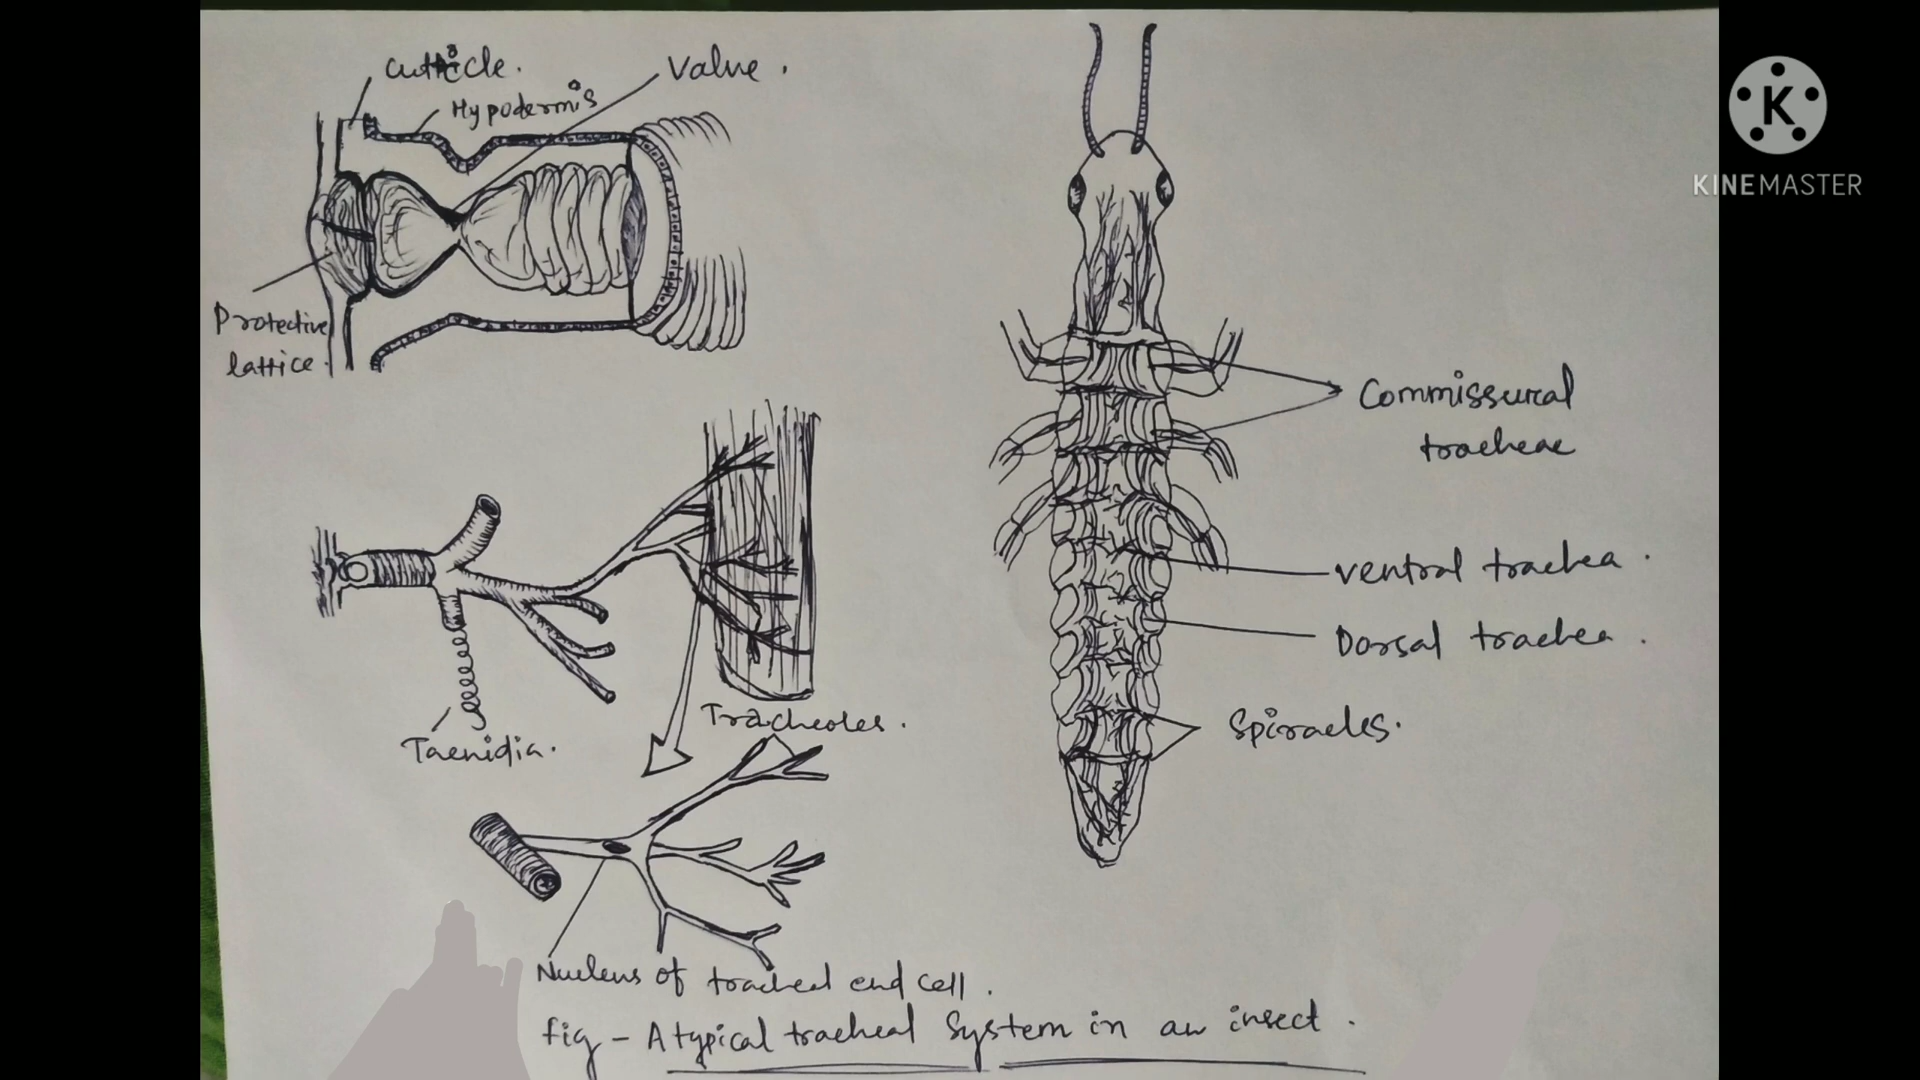 Cuticle.
Hypodermis
Valve.
Protective
lattice.
Taenidia.
Tracheoles.
Nucleus of tracheal end cell.
Commissural
tracheae
Ventral trachea.
Dorsal trachea.
Spiracles.
fig - A typical tracheal system in an insect.
K
KINEMASTER